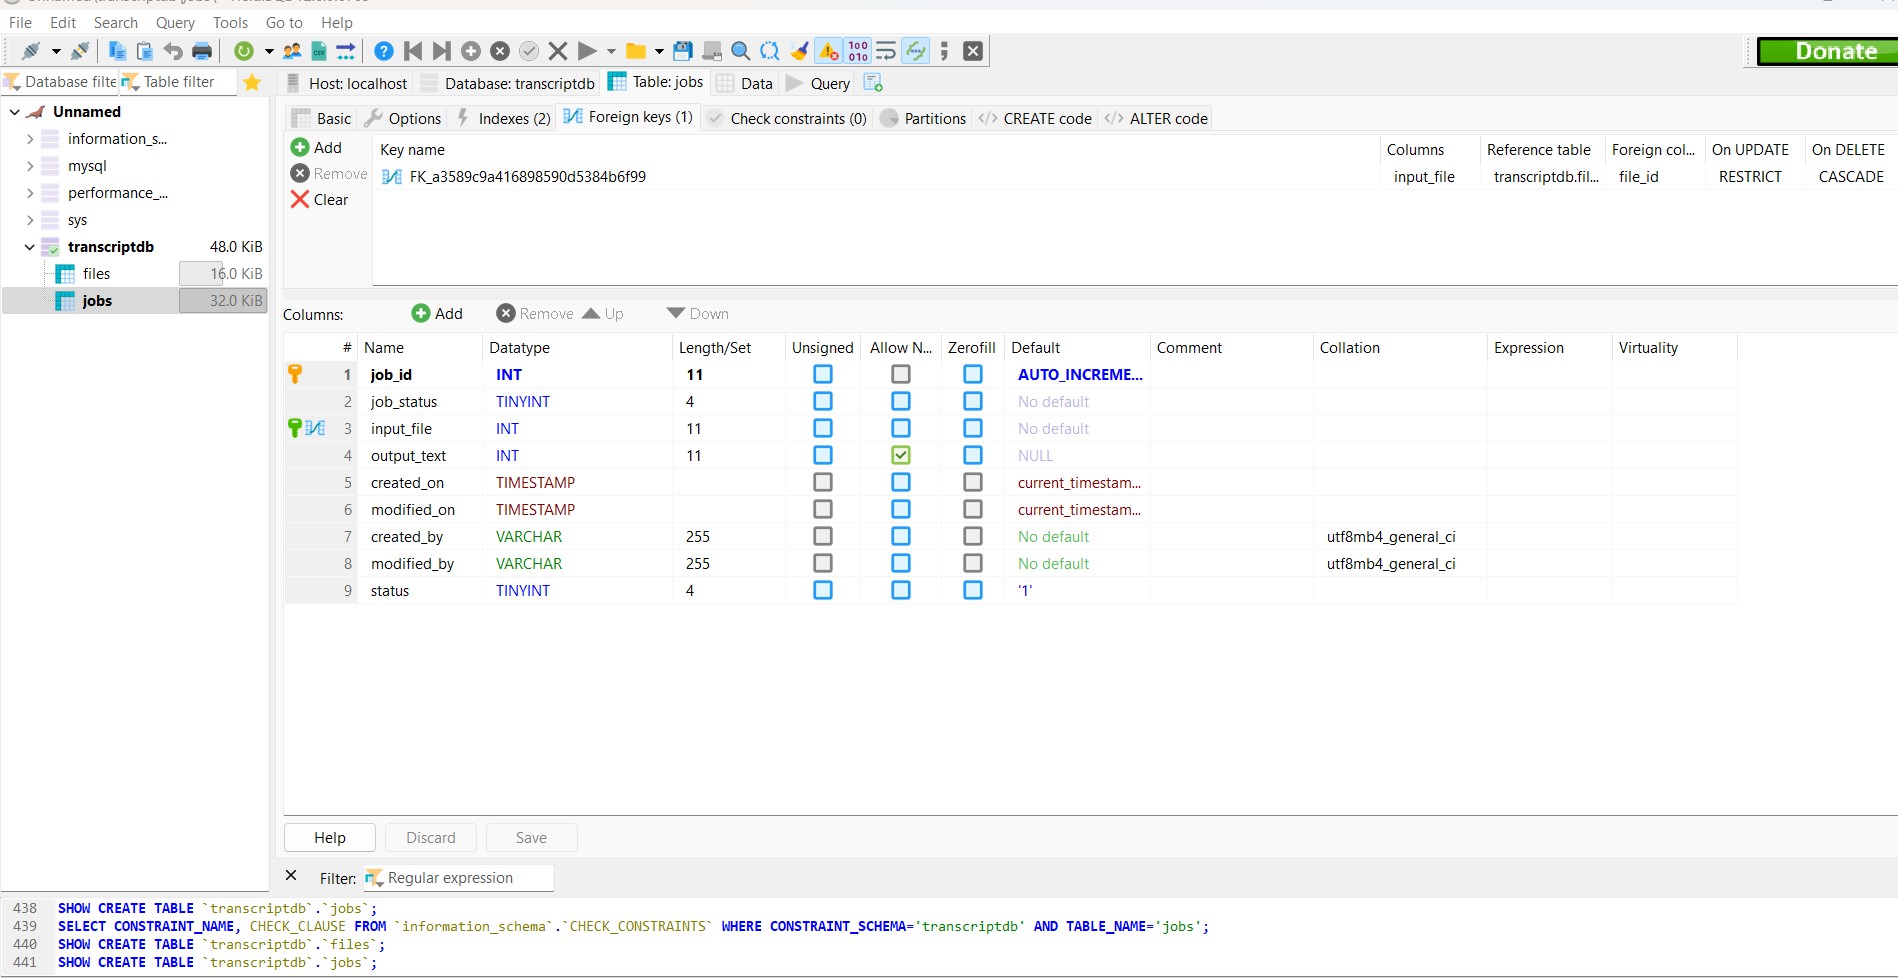 File Edit Search Query Tools Go to Help
Donate
Database filte Table filter
Host: localhost Database: transcriptdb Table: jobs Data Query
Unnamed
information_s...
mysql
performance_...
sys
transcriptdb 48.0 KiB
files 16.0 KiB
jobs 32.0 KiB
Basic Options Indexes (2) Foreign keys (1) Check constraints (0) Partitions CREATE code ALTER code
Add
Remove
Clear
Key name Columns Reference table Foreign col... On UPDATE On DELETE
FK_a3589c9a416898590d5384b6f99 input_file transcriptdb.fil... file_id RESTRICT CASCADE
Columns: Add Remove Up Down
# Name Datatype Length/Set Unsigned Allow N... Zerofill Default Comment Collation Expression Virtuality
1 job_id INT 11 AUTO_INCREME...
2 job_status TINYINT 4 No default
3 input_file INT 11 No default
4 output_text INT 11 NULL
5 created_on TIMESTAMP current_timestam...
6 modified_on TIMESTAMP current_timestam...
7 created_by VARCHAR 255 No default utf8mb4_general_ci
8 modified_by VARCHAR 255 No default utf8mb4_general_ci
9 status TINYINT 4 '1'
Help Discard Save
Filter: Regular expression
438 SHOW CREATE TABLE `transcriptdb`.`jobs`;
439 SELECT CONSTRAINT_NAME, CHECK_CLAUSE FROM `information_schema`.`CHECK_CONSTRAINTS` WHERE CONSTRAINT_SCHEMA='transcriptdb' AND TABLE_NAME='jobs';
440 SHOW CREATE TABLE `transcriptdb`.`files`;
441 SHOW CREATE TABLE `transcriptdb`.`jobs`;